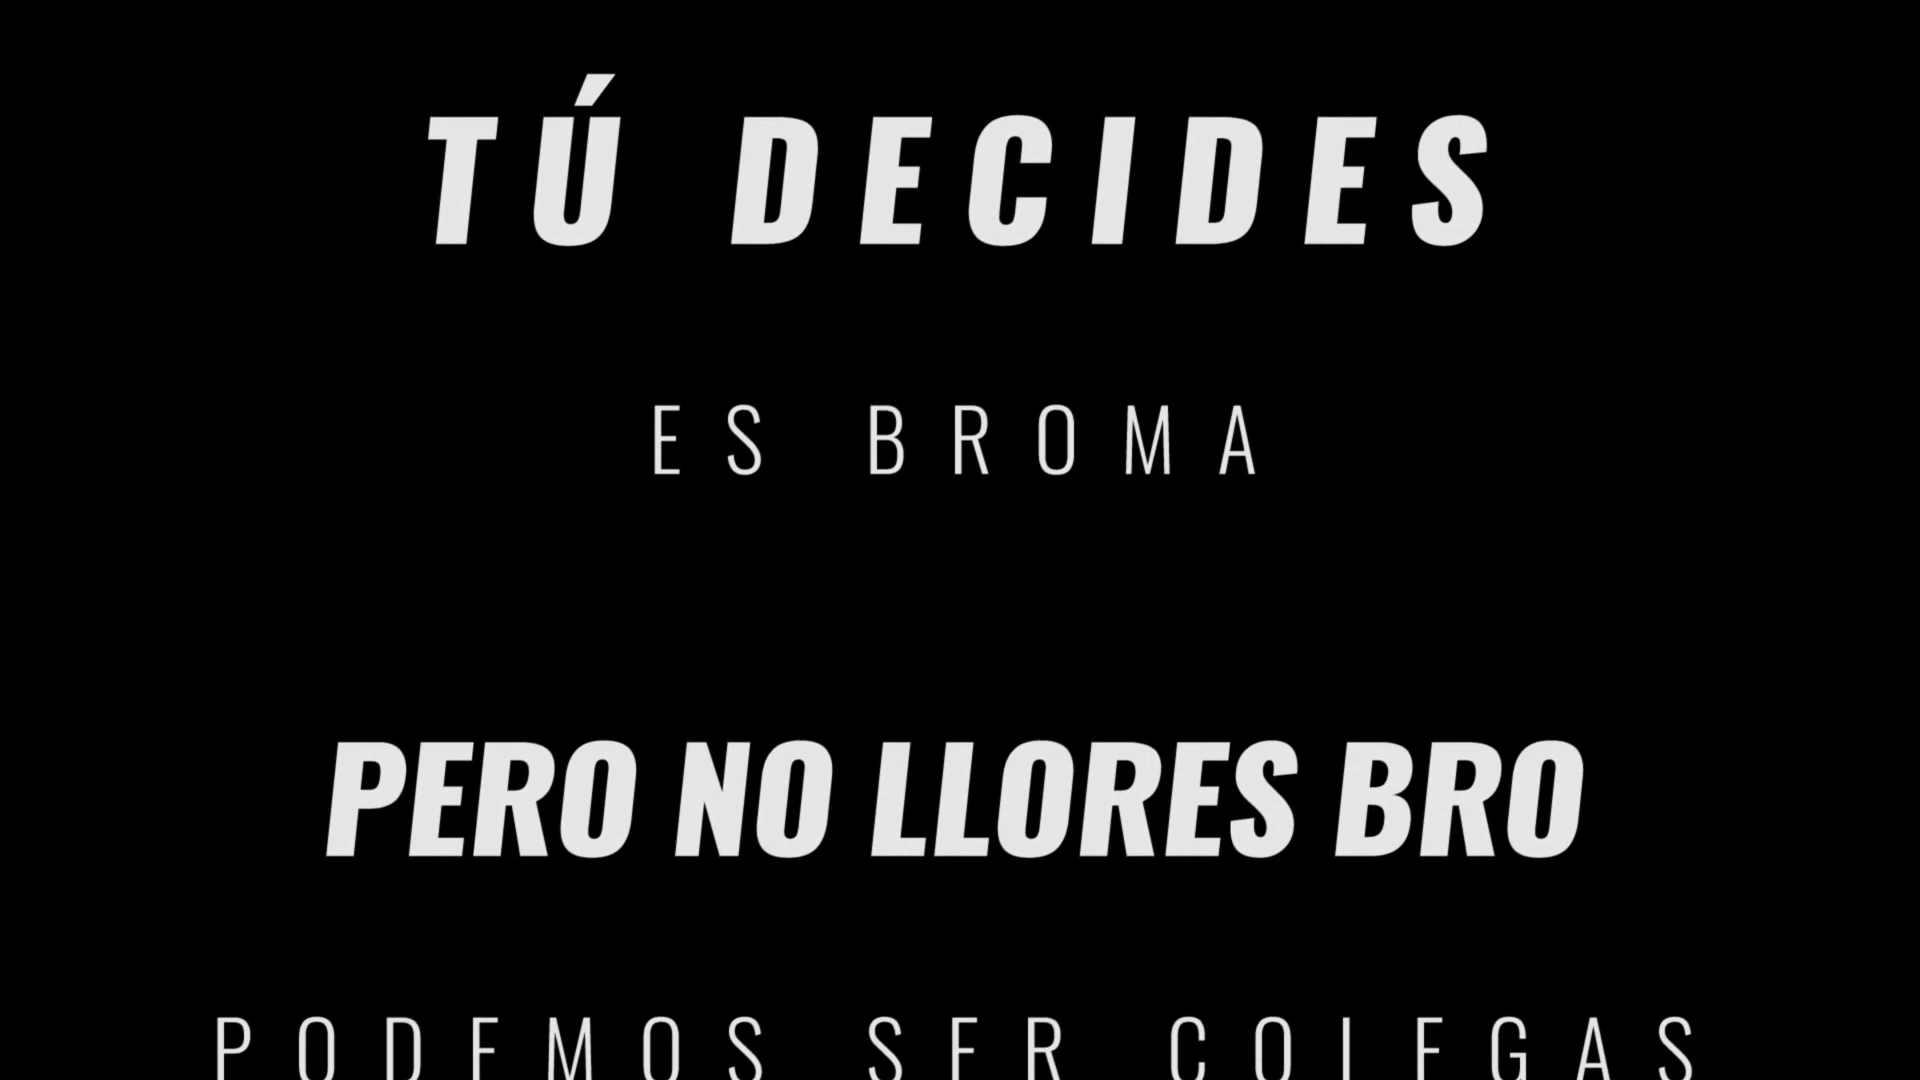 TÚ DECIDES
ES BROMA
PERO NO LLORES BRO
PODEMOS SER COLEGAS